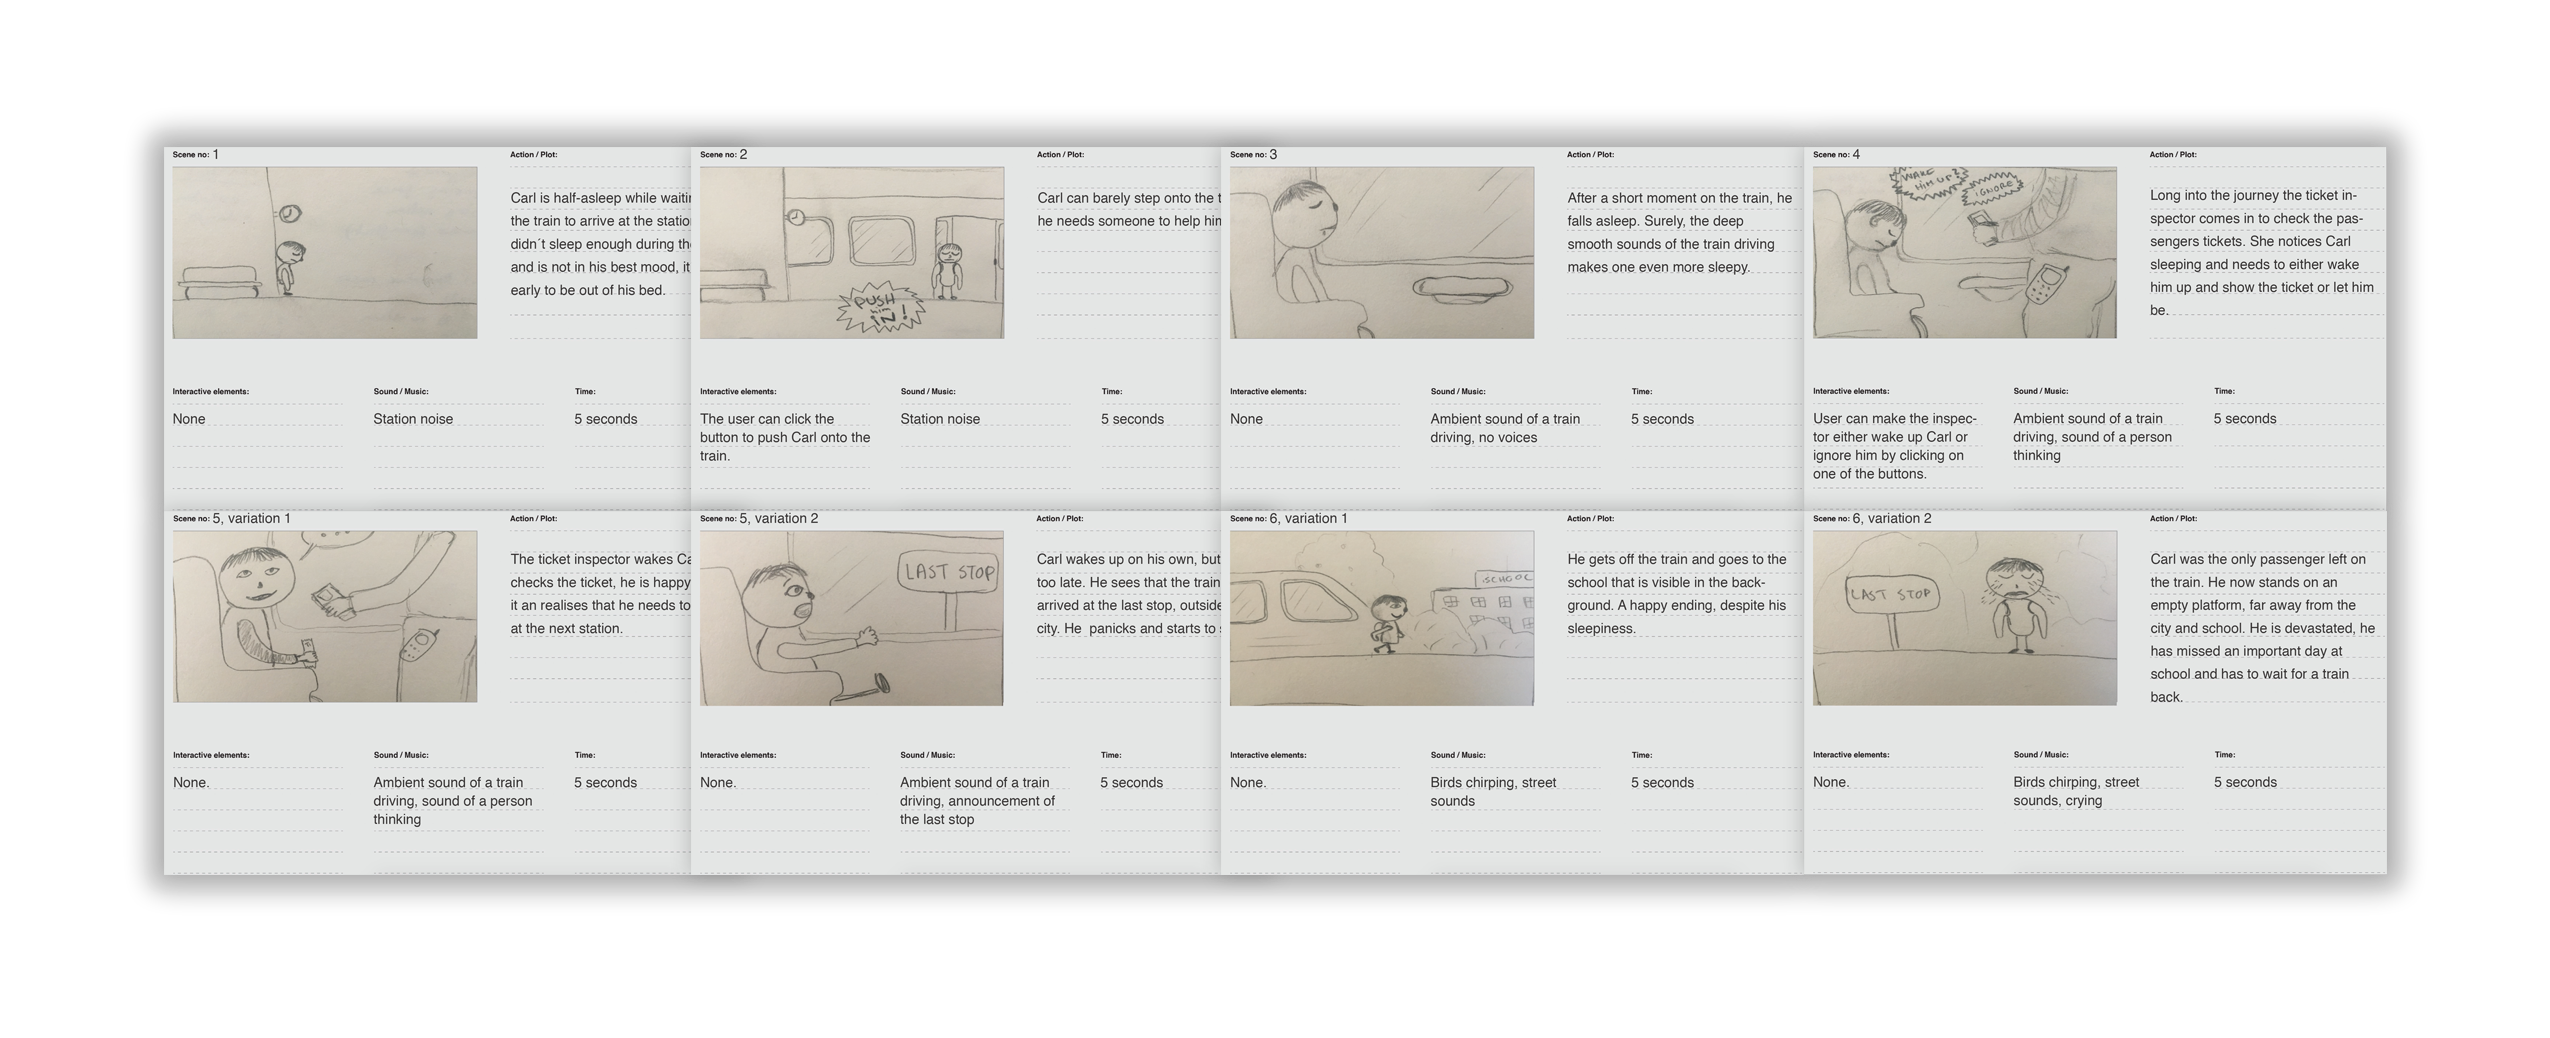 Scene no: 1
Action / Plot:
Carl is half-asleep while
the train to arrive at the
didn´t sleep enough during
and is not in his best mood, it
early to be out of his bed.
Interactive elements:
None
Sound / Music:
Station noise
Time:
5 seconds
Scene no: 2
PUSH
him
IN!
Action / Plot:
Carl can barely step onto the
he needs someone to help
Interactive elements:
The user can click the
button to push Carl onto the
train.
Sound / Music:
Station noise
Time:
5 seconds
Scene no: 3
Action / Plot:
After a short moment on the train, he
falls asleep. Surely, the deep
smooth sounds of the train driving
makes one even more sleepy.
Interactive elements:
None
Sound / Music:
Ambient sound of a train
driving, no voices
Time:
5 seconds
Scene no: 4
WAKE
HIM UP?
IGNORE
Action / Plot:
Long into the journey the ticket in-
spector comes in to check the pas-
sengers tickets. She notices Carl
sleeping and needs to either wake
him up and show the ticket or let him
be.
Interactive elements:
User can make the inspec-
tor either wake up Carl or
ignore him by clicking on
one of the buttons.
Sound / Music:
Ambient sound of a train
driving, sound of a person
thinking
Time:
5 seconds
Scene no: 5, variation 1
Action / Plot:
The ticket inspector wakes
checks the ticket, he is happy
it an realises that he needs to
at the next station.
Interactive elements:
None.
Sound / Music:
Ambient sound of a train
driving, sound of a person
thinking
Time:
5 seconds
Scene no: 5, variation 2
LAST STOP
Action / Plot:
Carl wakes up on his own, but
too late. He sees that the train
arrived at the last stop, outside
city. He panicks and starts to
Interactive elements:
None.
Sound / Music:
Ambient sound of a train
driving, announcement of
the last stop
Time:
5 seconds
Scene no: 6, variation 1
SCHOOL
Action / Plot:
He gets off the train and goes to the
school that is visible in the back-
ground. A happy ending, despite his
sleepiness.
Interactive elements:
None.
Sound / Music:
Birds chirping, street
sounds
Time:
5 seconds
Scene no: 6, variation 2
LAST STOP
Action / Plot:
Carl was the only passenger left on
the train. He now stands on an
empty platform, far away from the
city and school. He is devastated, he
has missed an important day at
school and has to wait for a train
back.
Interactive elements:
None.
Sound / Music:
Birds chirping, street
sounds, crying
Time:
5 seconds